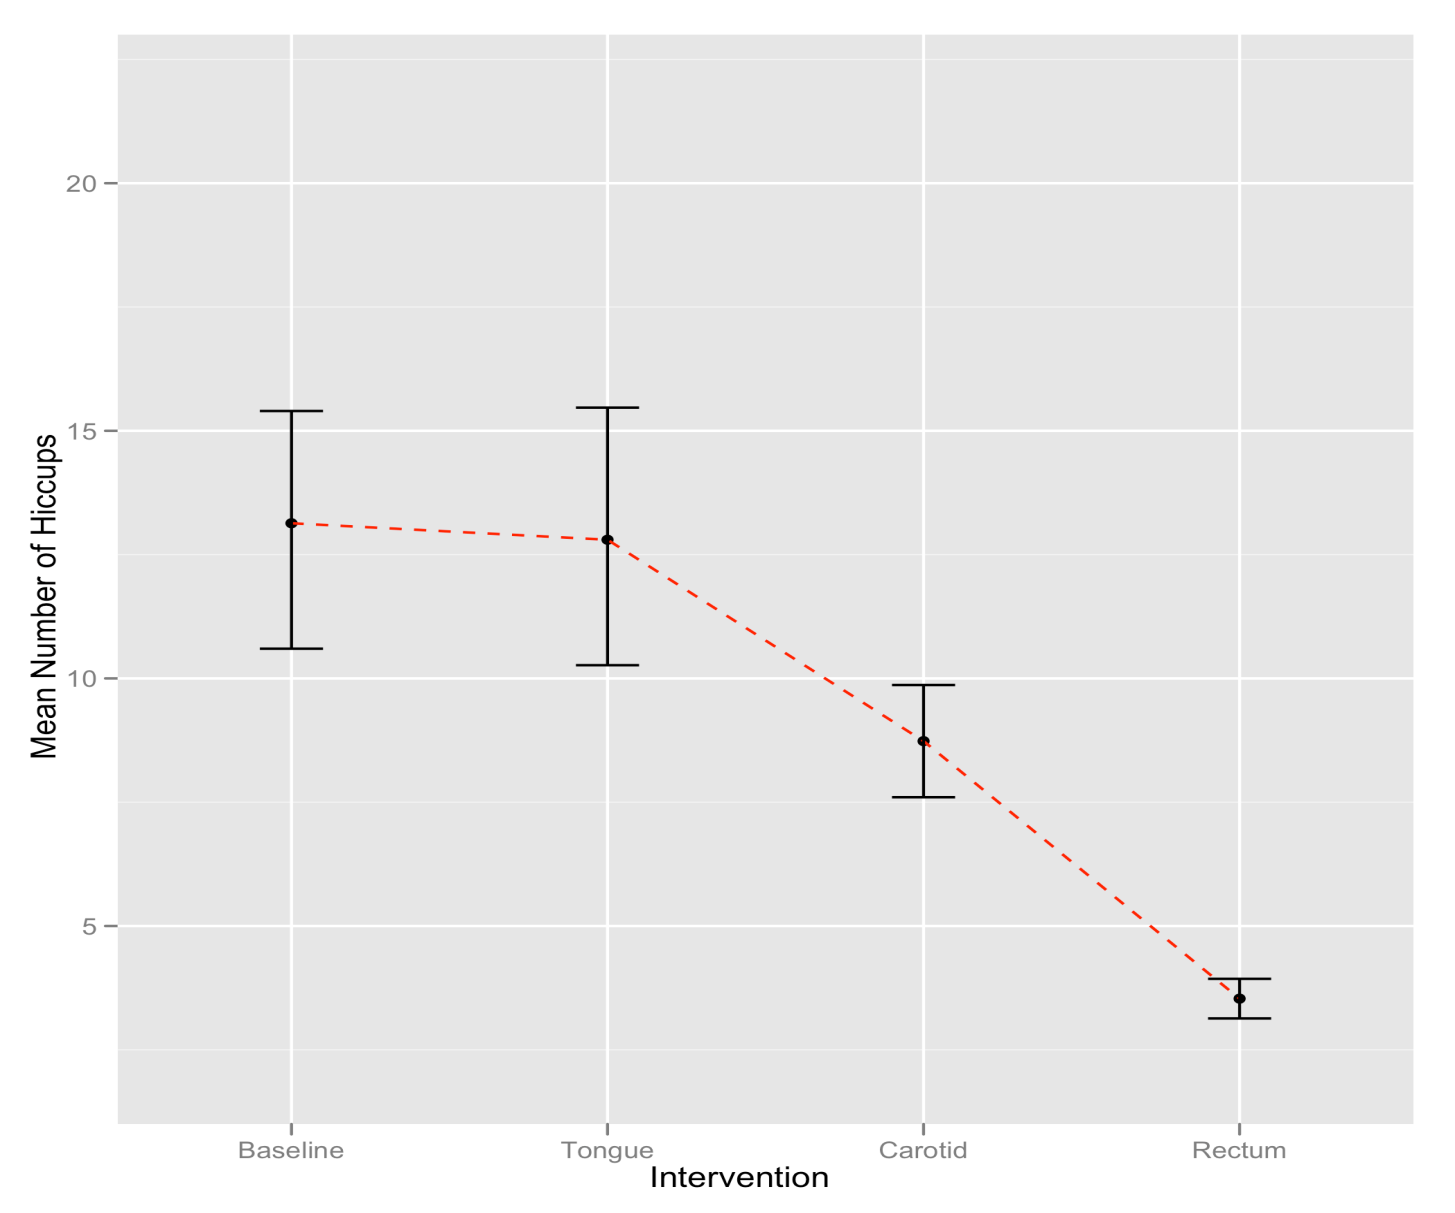 Mean Number of Hiccups
20
15
10
5
Baseline Tongue Carotid Rectum
Intervention